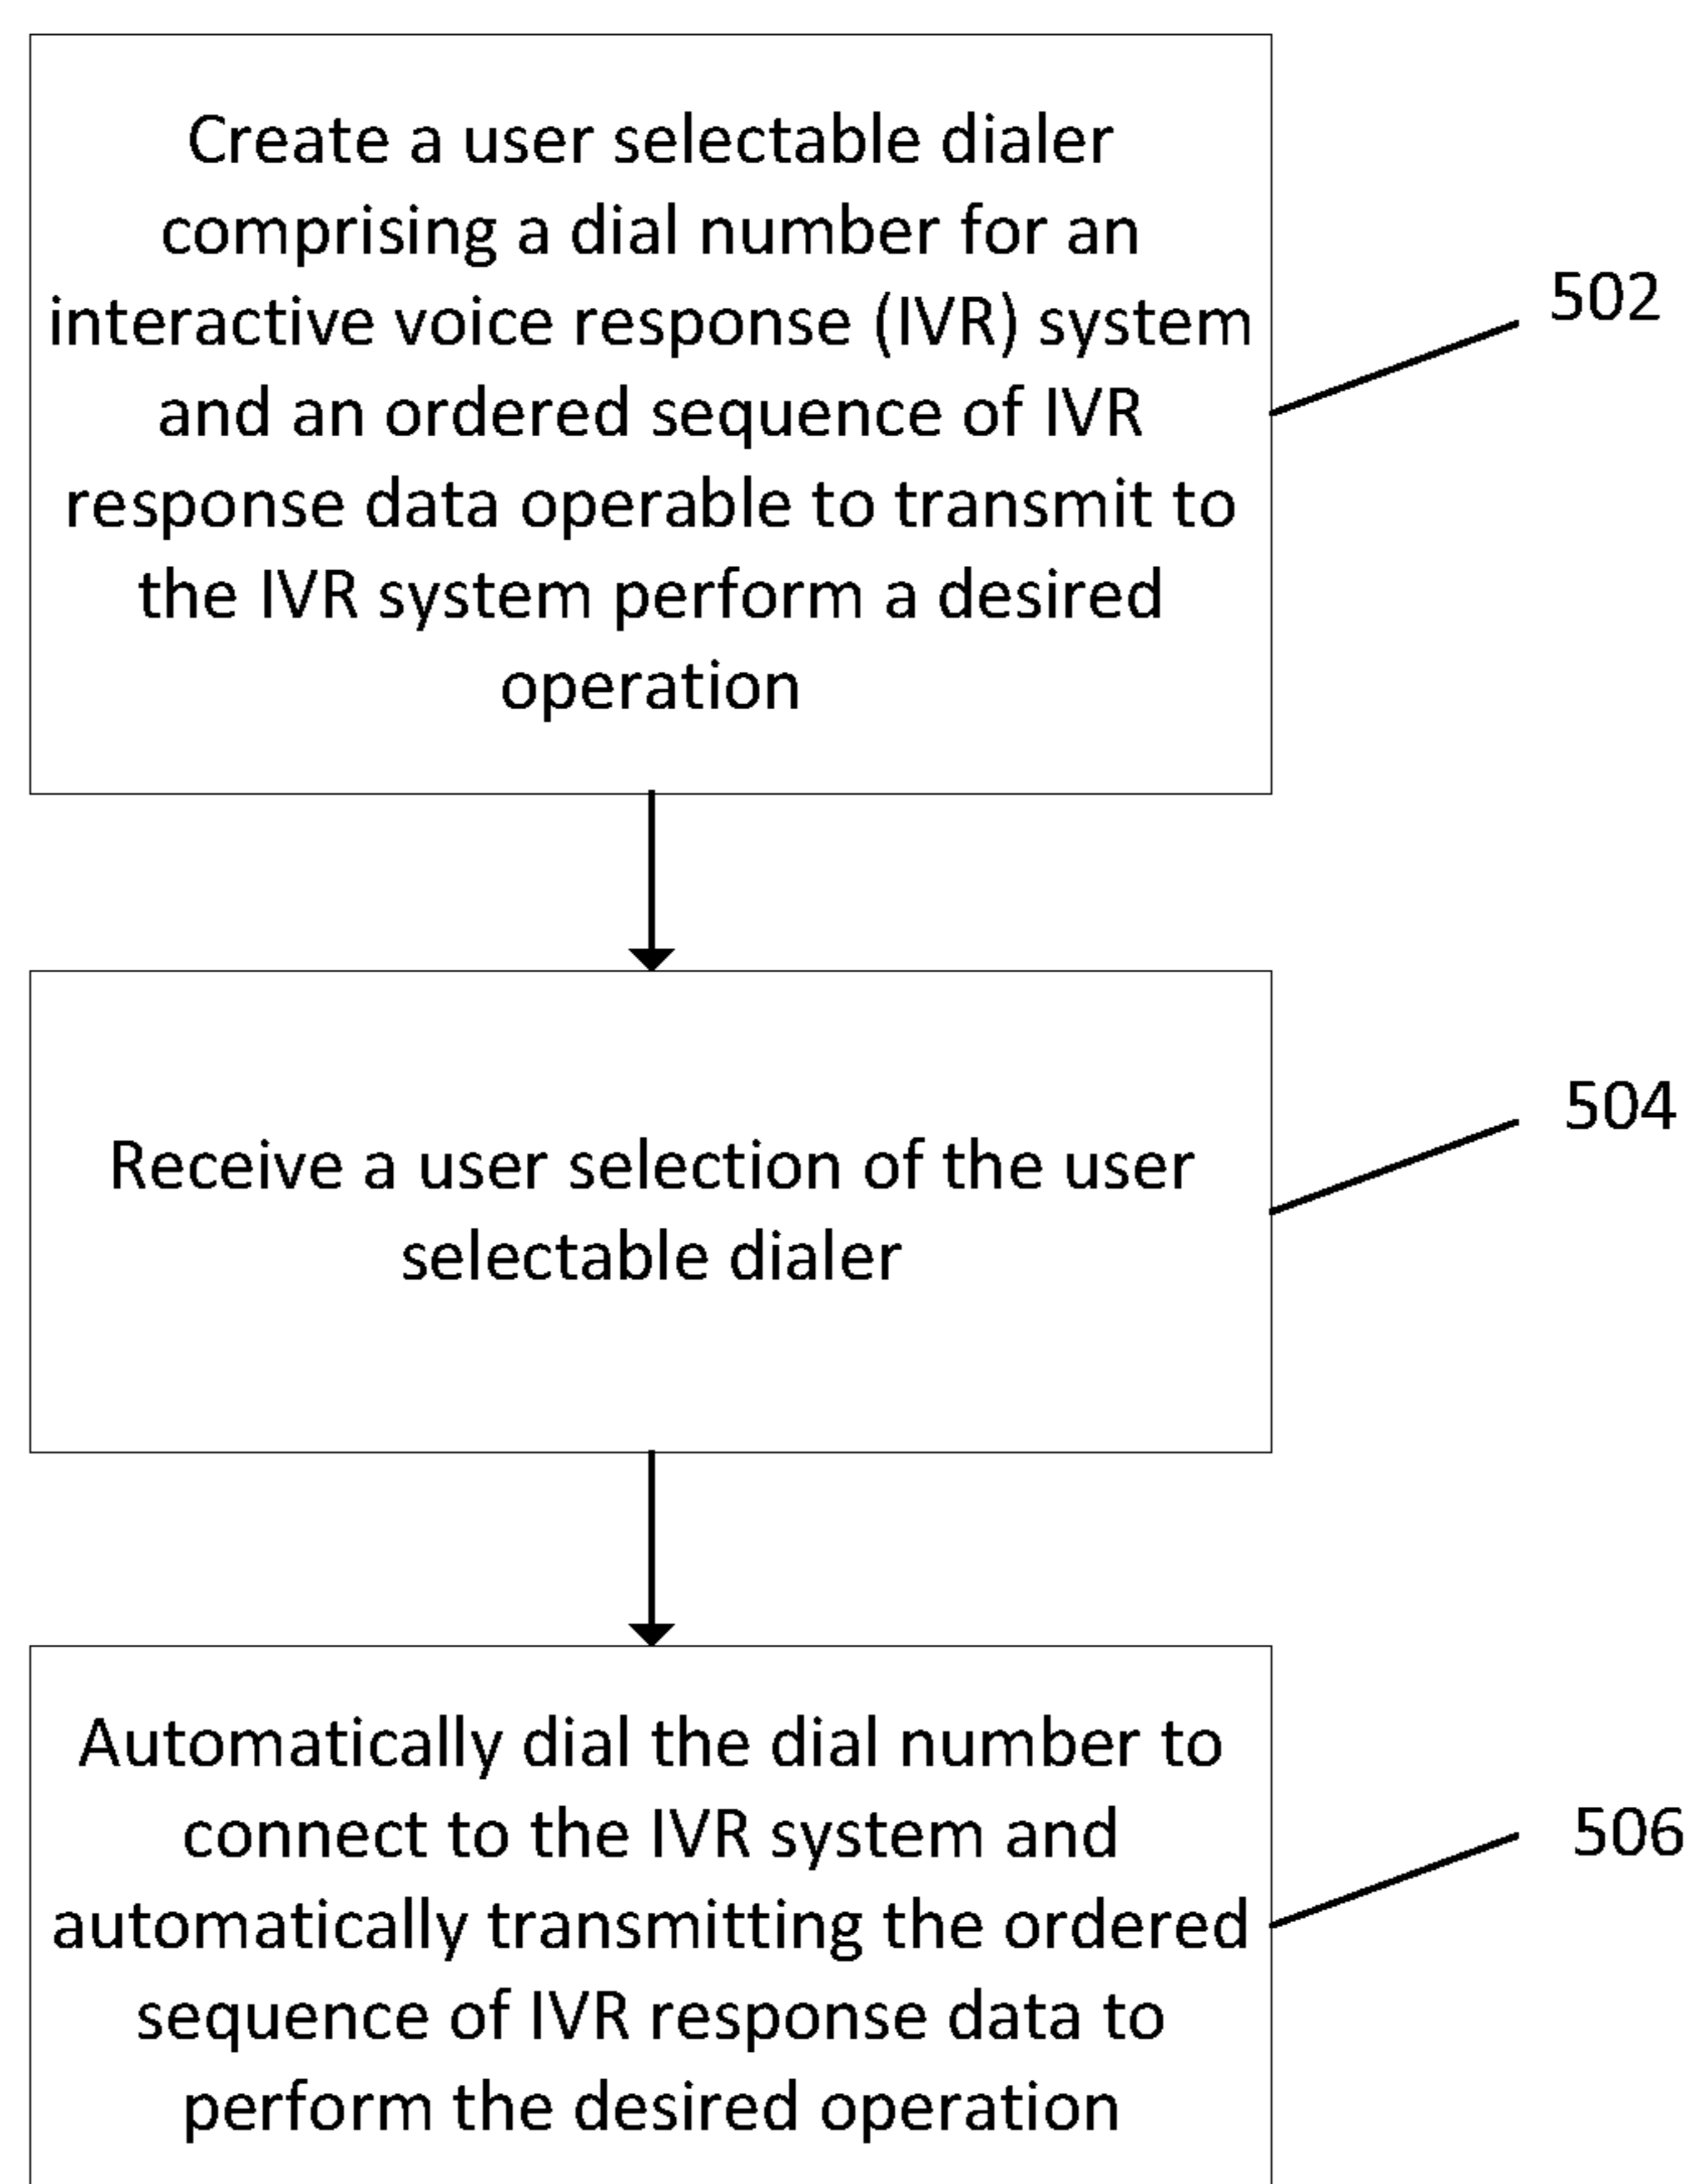 Create a user selectable dialer
comprising a dial number for an
interactive voice response (IVR) system
and an ordered sequence of IVR
response data operable to transmit to
the IVR system perform a desired
operation
502
Receive a user selection of the user
selectable dialer
504
Automatically dial the dial number to
connect to the IVR system and
automatically transmitting the ordered
sequence of IVR response data to
perform the desired operation
506